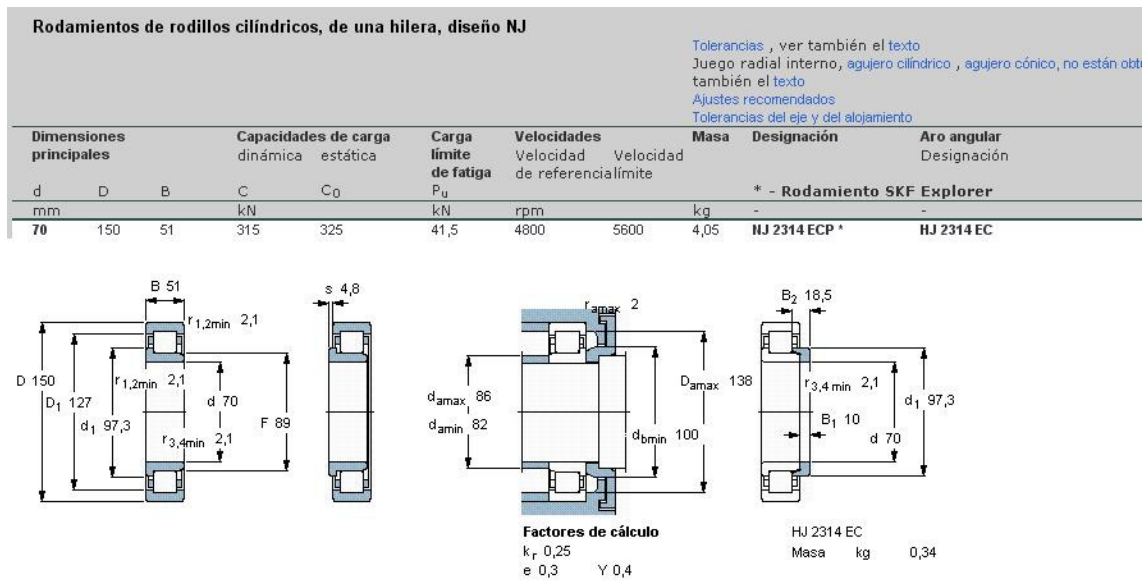 Rodamientos de rodillos cilíndricos, de una hilera, diseño NJ
Tolerancias , ver también el texto
Juego radial interno, agujero cilíndrico , agujero cónico, no están obt
también el texto
Ajustes recomendados
Tolerancias del eje y del alojamiento
Dimensiones principales Capacidades de carga Carga límite de fatiga Velocidades Masa Designación Aro angular
dinámica estática Velocidad de referencia Velocidad límite Designación
d D B C C0 Pu * - Rodamiento SKF Explorer
mm kN kN rpm kg - -
70 150 51 315 325 41,5 4800 5600 4,05 NJ 2314 ECP * HJ 2314 EC
B 51
r1,2min 2,1
D 150
D1 127
d1 97,3
r1,2min 2,1
d 70
r3,4min 2,1
F 89
s 4,8
ramax 2
damax 86
damin 82
Damax 138
dbmin 100
B2 18,5
r3,4 min 2,1
B1 10
d 70
d1 97,3
Factores de cálculo
kr 0,25
e 0,3 Y 0,4
HJ 2314 EC
Masa kg 0,34